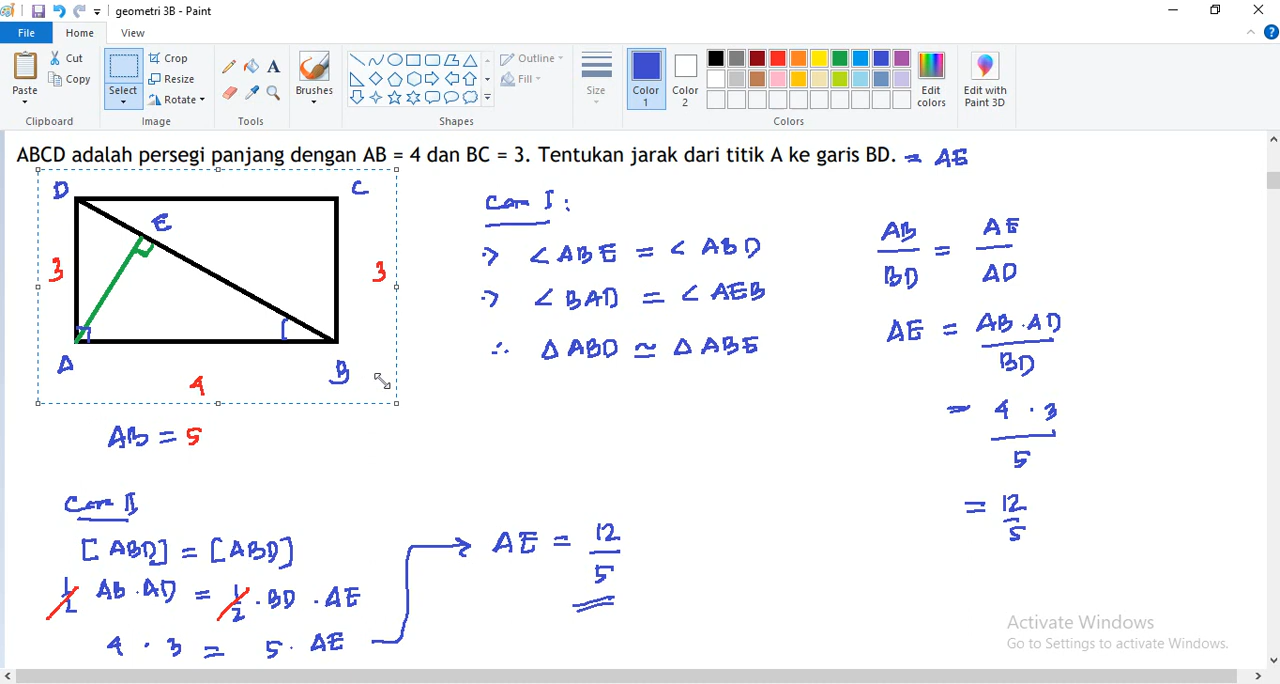 geometri 3B - Paint
File Home View
Paste Cut Copy Clipboard
Select Crop Resize Rotate Image
A Tools
Brushes
Outline Fill Shapes
Size
Color 1 Color 2 Edit colors Colors
Edit with Paint 3D
ABCD adalah persegi panjang dengan AB = 4 dan BC = 3. Tentukan jarak dari titik A ke garis BD. = AE
D C
E
3 3
A B
4
AB = 5
Cara I :
→ ∠ABE = ∠ABD
→ ∠BAD = ∠AEB
∴ △ABD ≃ △ABE
AB/BD = AE/AD
AE = AB·AD/BD
= 4 · 3/5
= 12/5
Cara II
[ABD] = [ABD]
1/2 AB·AD = 1/2 · BD · AE
4 · 3 = 5 · AE
AE = 12/5
Activate Windows
Go to Settings to activate Windows.